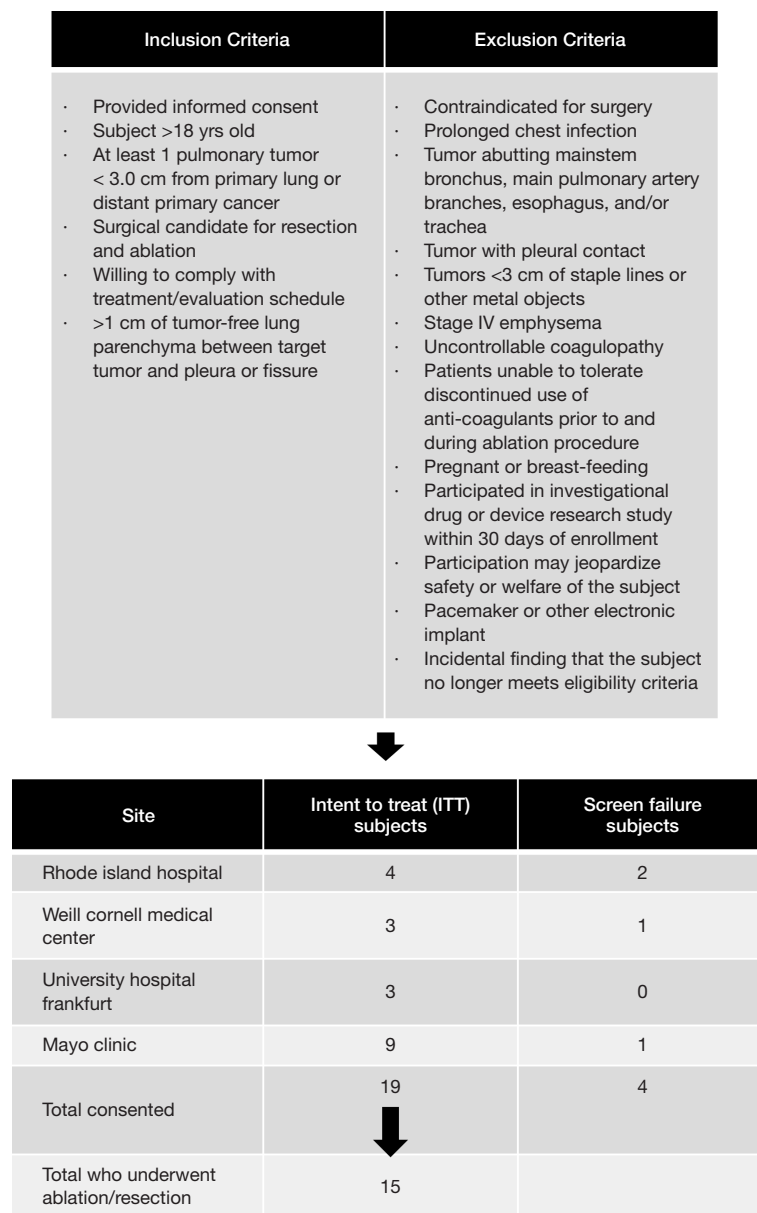 Inclusion Criteria
Exclusion Criteria
· Provided informed consent
· Subject >18 yrs old
· At least 1 pulmonary tumor
< 3.0 cm from primary lung or
distant primary cancer
· Surgical candidate for resection
and ablation
· Willing to comply with
treatment/evaluation schedule
· >1 cm of tumor-free lung
parenchyma between target
tumor and pleura or fissure
· Contraindicated for surgery
· Prolonged chest infection
· Tumor abutting mainstem
bronchus, main pulmonary artery
branches, esophagus, and/or
trachea
· Tumor with pleural contact
· Tumors <3 cm of staple lines or
other metal objects
· Stage IV emphysema
· Uncontrollable coagulopathy
· Patients unable to tolerate
discontinued use of
anti-coagulants prior to and
during ablation procedure
· Pregnant or breast-feeding
· Participated in investigational
drug or device research study
within 30 days of enrollment
· Participation may jeopardize
safety or welfare of the subject
· Pacemaker or other electronic
implant
· Incidental finding that the subject
no longer meets eligibility criteria
Site
Intent to treat (ITT)
subjects
Screen failure
subjects
Rhode island hospital 4 2
Weill cornell medical
center
3 1
University hospital
frankfurt
3 0
Mayo clinic 9 1
Total consented
19 4
Total who underwent
ablation/resection
15